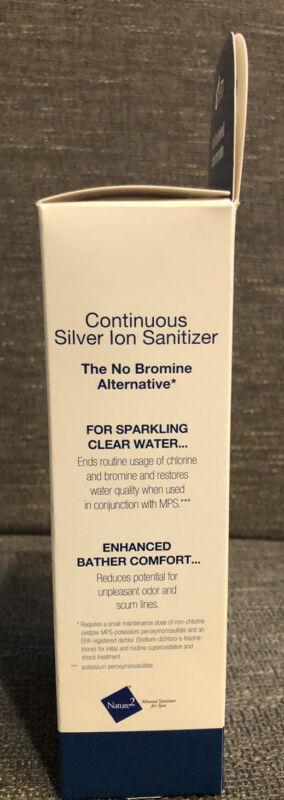 Continuous
Silver Ion Sanitizer
The No Bromine
Alternative*
FOR SPARKLING
CLEAR WATER...
Ends routine usage of chlorine
and bromine and restores
water quality when used
in conjunction with MPS.***
ENHANCED
BATHER COMFORT...
Reduces potential for
unpleasant odor and
scum lines.
* Requires a small maintenance dose of non-chlorine
oxidizer MPS-potassium peroxymonosulfate and an
EPA registered dichlor (Sodium-dichloro-s-triazine-
trione) for initial and routine superoxidation and
shock treatment.
*** potassium peroxymonosulfate
Nature2
Mineral Sanitizer
for Spa